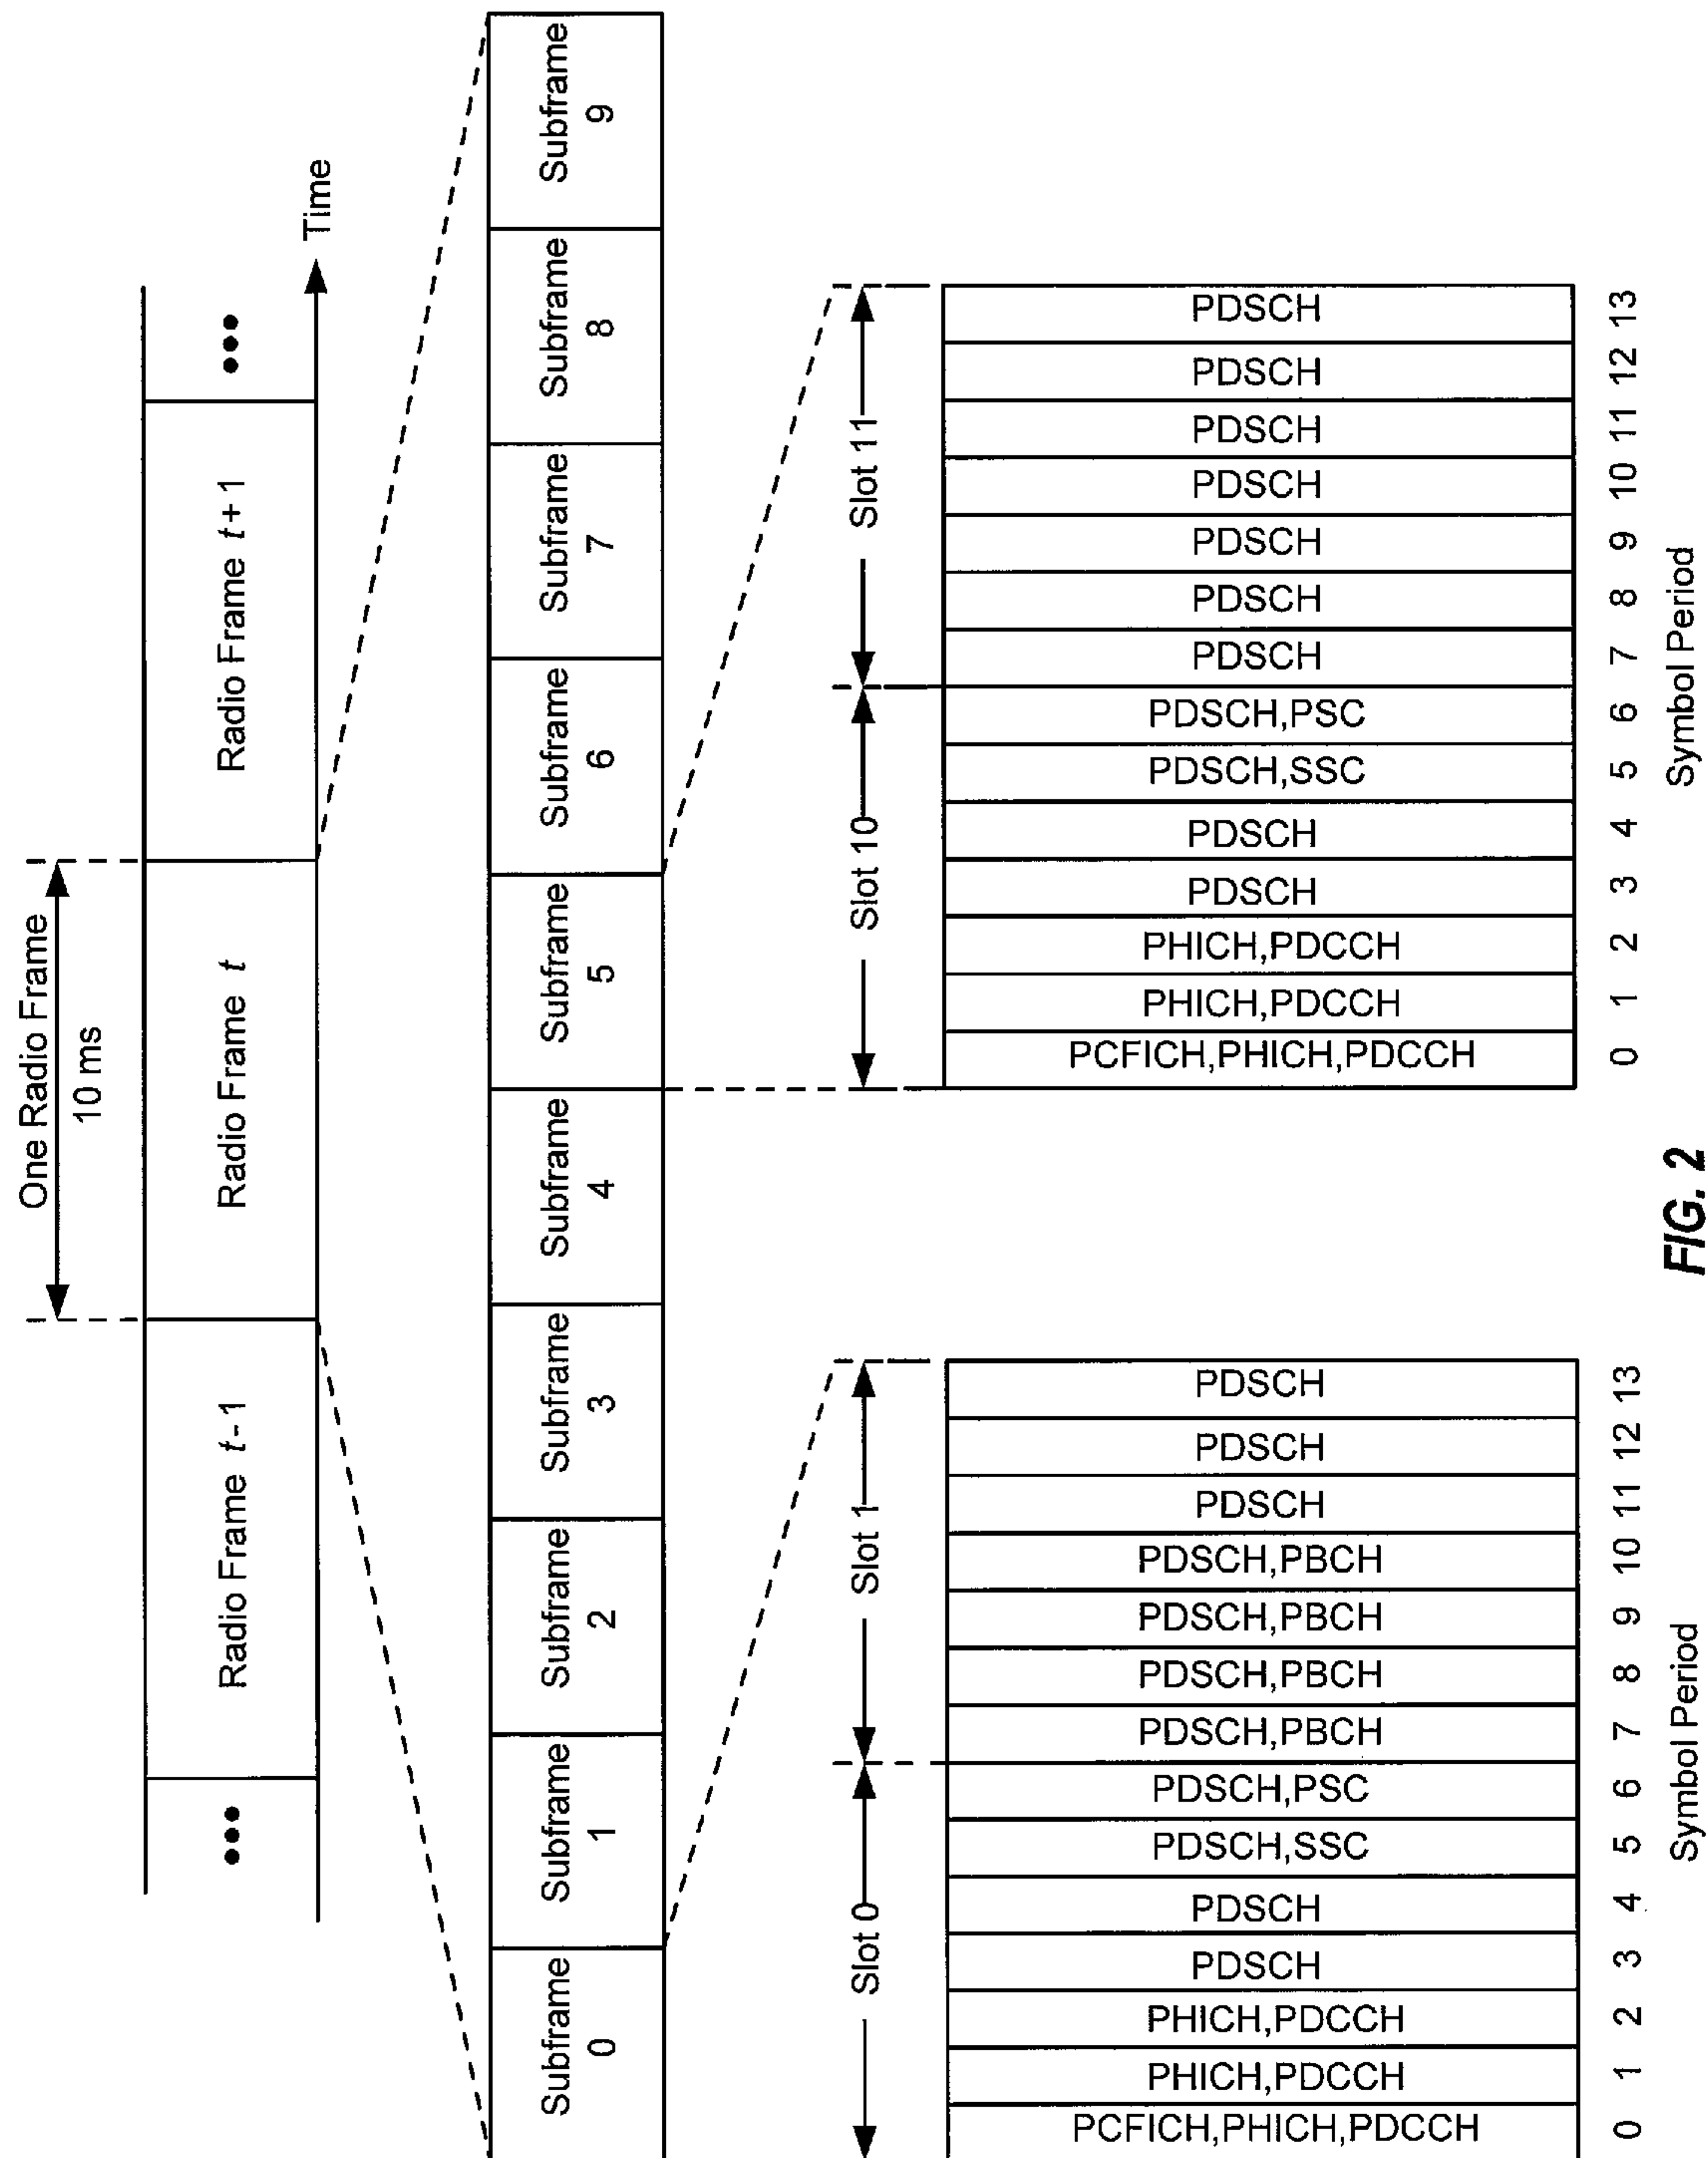 One Radio Frame
10 ms
•••
Radio Frame t-1
Radio Frame t
Radio Frame t+1
•••
Time
Subframe
0
Subframe
1
Subframe
2
Subframe
3
Subframe
4
Subframe
5
Subframe
6
Subframe
7
Subframe
8
Subframe
9
Slot 0
Slot 1
PCFICH,PHICH,PDCCH
PHICH,PDCCH
PHICH,PDCCH
PDSCH
PDSCH
PDSCH,SSC
PDSCH,PSC
PDSCH,PBCH
PDSCH,PBCH
PDSCH,PBCH
PDSCH,PBCH
PDSCH
PDSCH
PDSCH
0 1 2 3 4 5 6 7 8 9 10 11 12 13
Symbol Period
Slot 10
Slot 11
PCFICH,PHICH,PDCCH
PHICH,PDCCH
PHICH,PDCCH
PDSCH
PDSCH
PDSCH,SSC
PDSCH,PSC
PDSCH
PDSCH
PDSCH
PDSCH
PDSCH
PDSCH
PDSCH
0 1 2 3 4 5 6 7 8 9 10 11 12 13
Symbol Period
FIG. 2